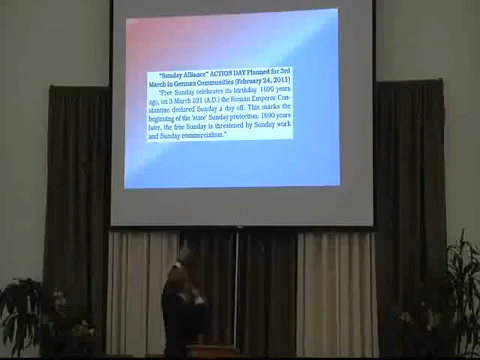 "Sunday Alliance" ACTION DAY Planned for 3rd
March in German Communities (February 24, 2011)
"Free Sunday celebrates its birthday. 1690 years
ago, on 3 March 321 (A.D.) the Roman Emperor Con-
stantine declared Sunday a day off. This marks the
beginning of the 'state' Sunday protection. 1690 years
later, the free Sunday is threatened by Sunday work
and Sunday commercialism."